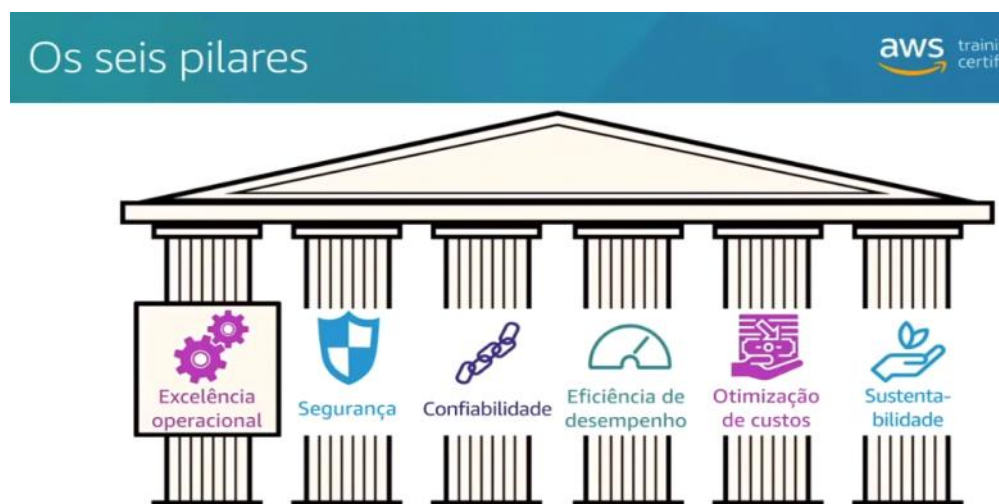 Os seis pilares
aws
Excelência
operacional
Segurança
Confiabilidade
Eficiência de
desempenho
Otimização
de custos
Sustenta-
bilidade